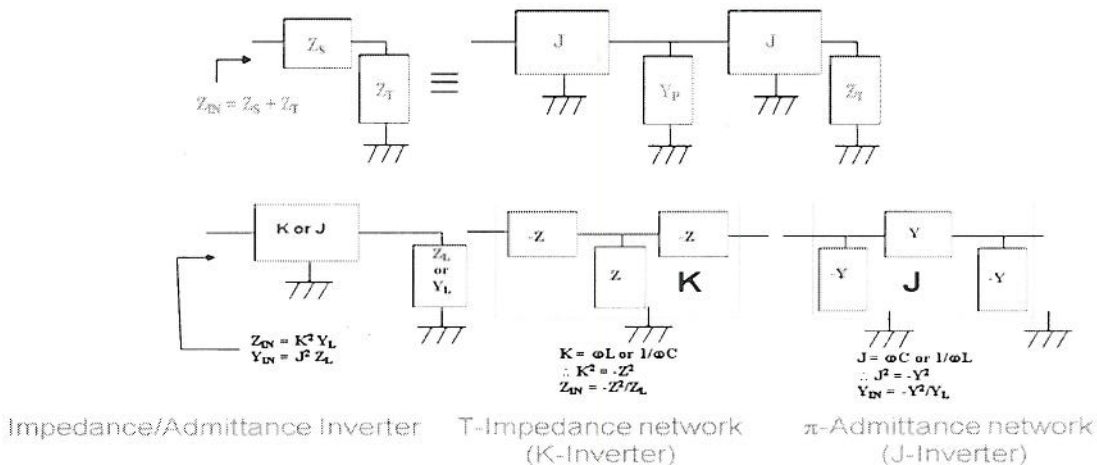 Z_S
J
J
Z_IN = Z_S + Z_T
Z_T
≡
Y_P
Z_T
K or J
Z_L
or
Y_L
-Z
-Z
Z
K
Y
-Y
J
-Y
Z_IN = K² Y_L
Y_IN = J² Z_L
K = ωL or 1/ωC
∴ K² = -Z²
Z_IN = -Z²/Z_L
J = ωC or 1/ωL
∴ J² = -Y²
Y_IN = -Y²/Y_L
Impedance/Admittance Inverter
T-Impedance network
(K-Inverter)
π-Admittance network
(J-Inverter)